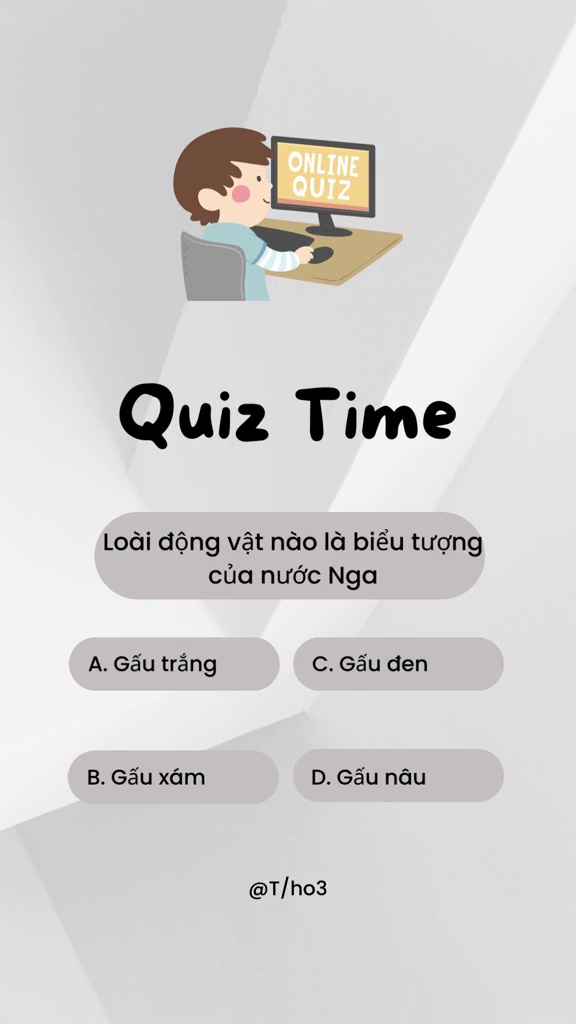 ONLINE
QUIZ
Quiz Time
Loài động vật nào là biểu tượng
của nước Nga
A. Gấu trắng
C. Gấu đen
B. Gấu xám
D. Gấu nâu
@T/ho3